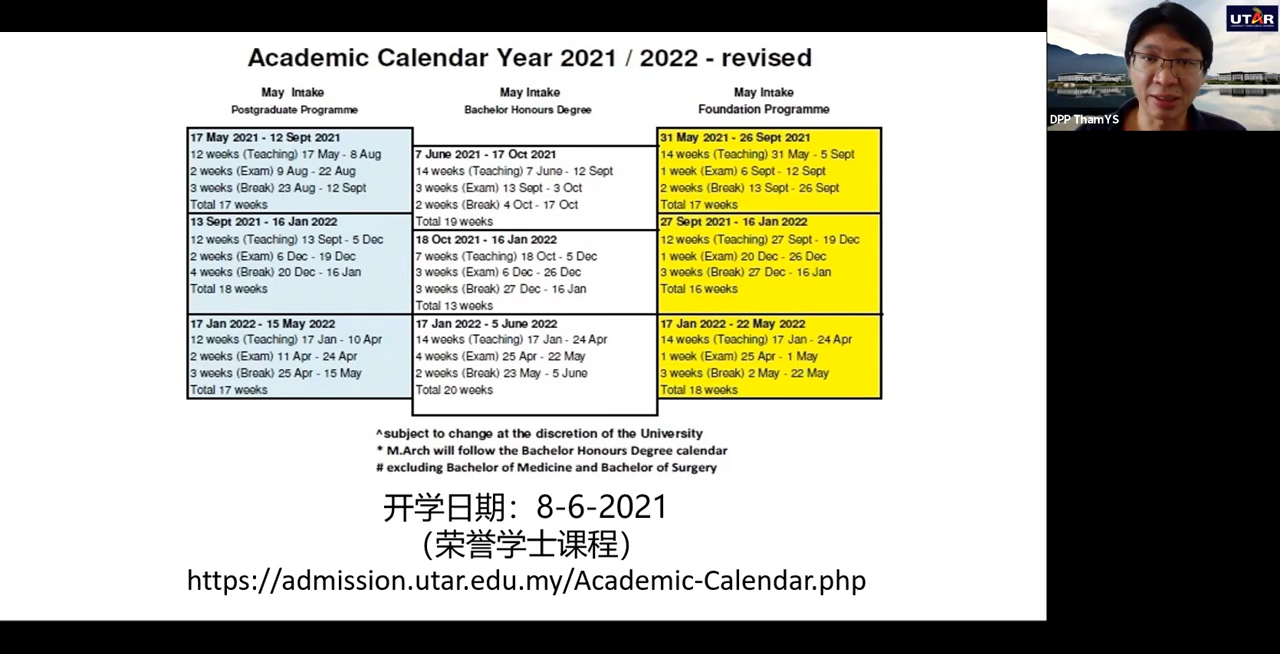 Academic Calendar Year 2021 / 2022 - revised
May Intake
Postgraduate Programme
17 May 2021 - 12 Sept 2021
12 weeks (Teaching) 17 May - 8 Aug
2 weeks (Exam) 9 Aug - 22 Aug
3 weeks (Break) 23 Aug - 12 Sept
Total 17 weeks
13 Sept 2021 - 16 Jan 2022
12 weeks (Teaching) 13 Sept - 5 Dec
2 weeks (Exam) 6 Dec - 19 Dec
4 weeks (Break) 20 Dec - 16 Jan
Total 18 weeks
17 Jan 2022 - 15 May 2022
12 weeks (Teaching) 17 Jan - 10 Apr
2 weeks (Exam) 11 Apr - 24 Apr
3 weeks (Break) 25 Apr - 15 May
Total 17 weeks
May Intake
Bachelor Honours Degree
7 June 2021 - 17 Oct 2021
14 weeks (Teaching) 7 June - 12 Sept
3 weeks (Exam) 13 Sept - 3 Oct
2 weeks (Break) 4 Oct - 17 Oct
Total 19 weeks
18 Oct 2021 - 16 Jan 2022
7 weeks (Teaching) 18 Oct - 5 Dec
3 weeks (Exam) 6 Dec - 26 Dec
3 weeks (Break) 27 Dec - 16 Jan
Total 13 weeks
17 Jan 2022 - 5 June 2022
14 weeks (Teaching) 17 Jan - 24 Apr
4 weeks (Exam) 25 Apr - 22 May
2 weeks (Break) 23 May - 5 June
Total 20 weeks
May Intake
Foundation Programme
31 May 2021 - 26 Sept 2021
14 weeks (Teaching) 31 May - 5 Sept
1 week (Exam) 6 Sept - 12 Sept
2 weeks (Break) 13 Sept - 26 Sept
Total 17 weeks
27 Sept 2021 - 16 Jan 2022
12 weeks (Teaching) 27 Sept - 19 Dec
1 week (Exam) 20 Dec - 26 Dec
3 weeks (Break) 27 Dec - 16 Jan
Total 16 weeks
17 Jan 2022 - 22 May 2022
14 weeks (Teaching) 17 Jan - 24 Apr
1 week (Exam) 25 Apr - 1 May
3 weeks (Break) 2 May - 22 May
Total 18 weeks
^subject to change at the discretion of the University
* M.Arch will follow the Bachelor Honours Degree calendar
# excluding Bachelor of Medicine and Bachelor of Surgery
开学日期：8-6-2021
（荣誉学士课程）
https://admission.utar.edu.my/Academic-Calendar.php
UTAR
DPP ThamYS